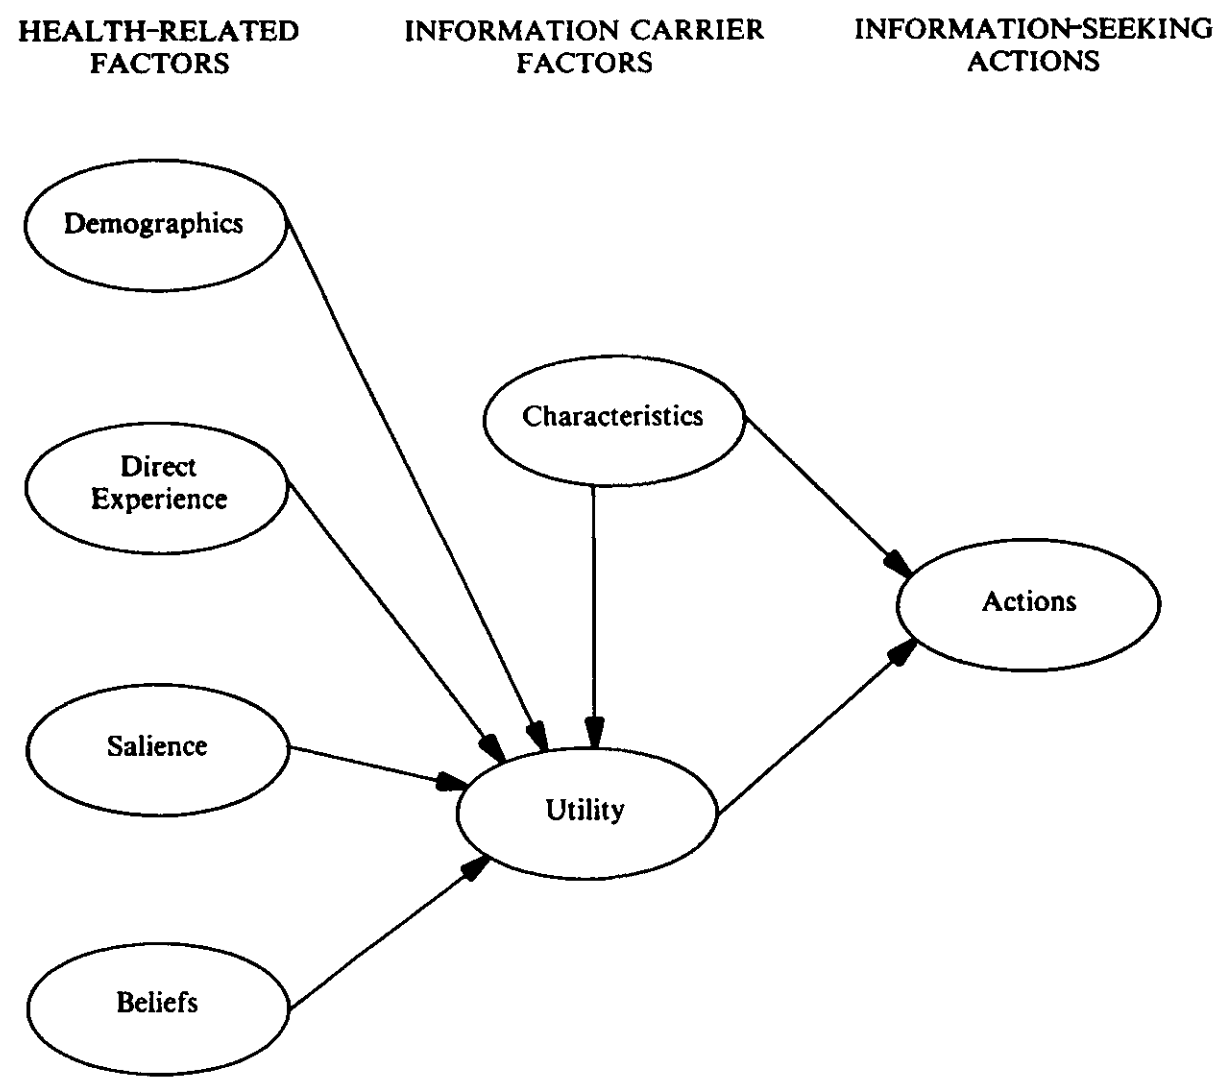 HEALTH-RELATED
FACTORS
INFORMATION CARRIER
FACTORS
INFORMATION-SEEKING
ACTIONS
Demographics
Direct
Experience
Characteristics
Actions
Salience
Utility
Beliefs